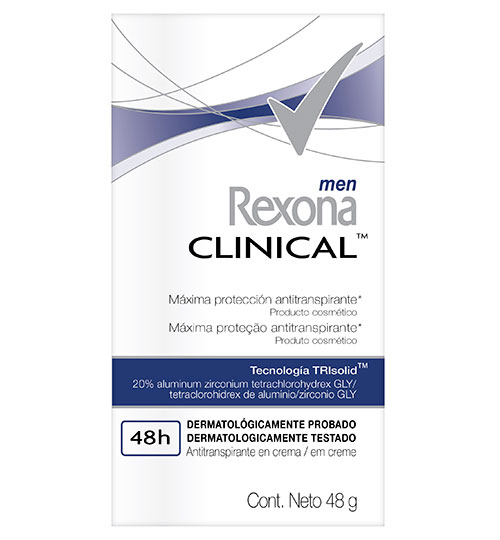 men
Rexona
CLINICAL™
Máxima protección antitranspirante*
Producto cosmético
Máxima proteção antitranspirante*
Produto cosmético
Tecnología TRIsolid™
20% aluminum zirconium tetrachlorohydrex GLY/
tetraclorohidrex de aluminio/zirconio GLY
48h
DERMATOLÓGICAMENTE PROBADO
DERMATOLOGICAMENTE TESTADO
Antitranspirante en crema / em creme
Cont. Neto 48 g